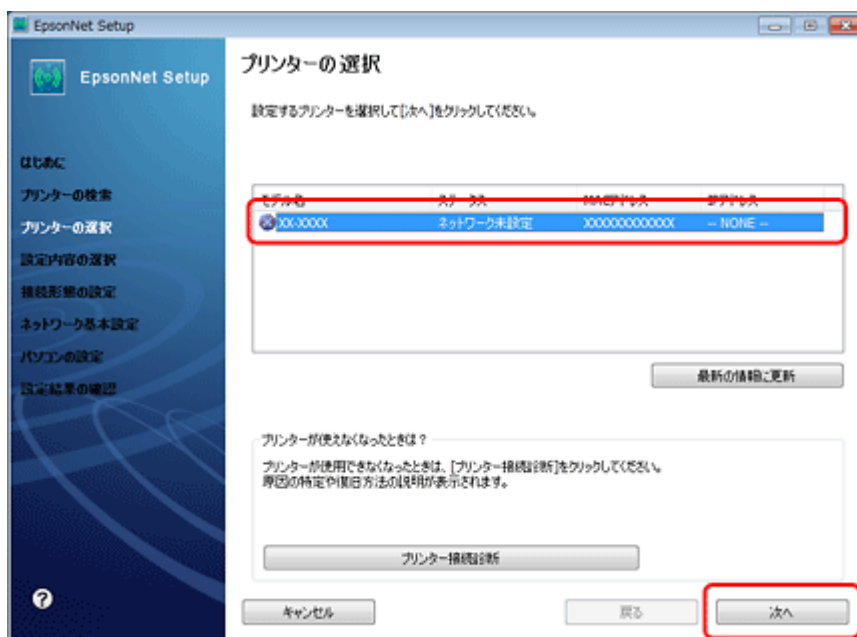 EpsonNet Setup
EpsonNet Setup
はじめに
プリンターの検索
プリンターの選択
設定内容の選択
接続形態の設定
ネットワーク基本設定
パソコンの設定
設定結果の確認
プリンターの選択
設定するプリンターを選択して[次へ]をクリックしてください。
モデル名 ステータス MACアドレス IPアドレス
XX-XXXX ネットワーク未設定 XXXXXXXXXXXX -- NONE --
最新の情報に更新
プリンターが使えなくなったときは?
プリンターが使用できなくなったときは、[プリンター接続診断]をクリックしてください。
原因の特定や復旧方法の説明が表示されます。
プリンター接続診断
キャンセル 戻る 次へ